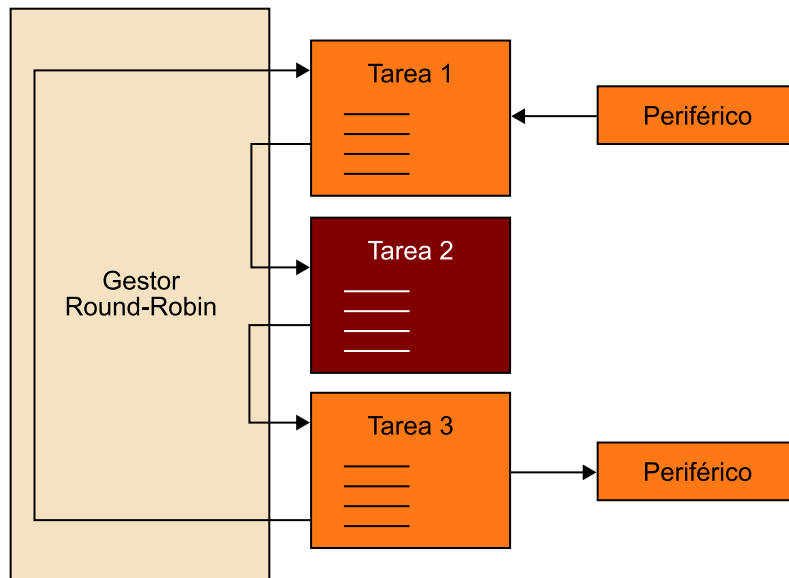 Tarea 1
Periférico
Tarea 2
Gestor
Round-Robin
Tarea 3
Periférico